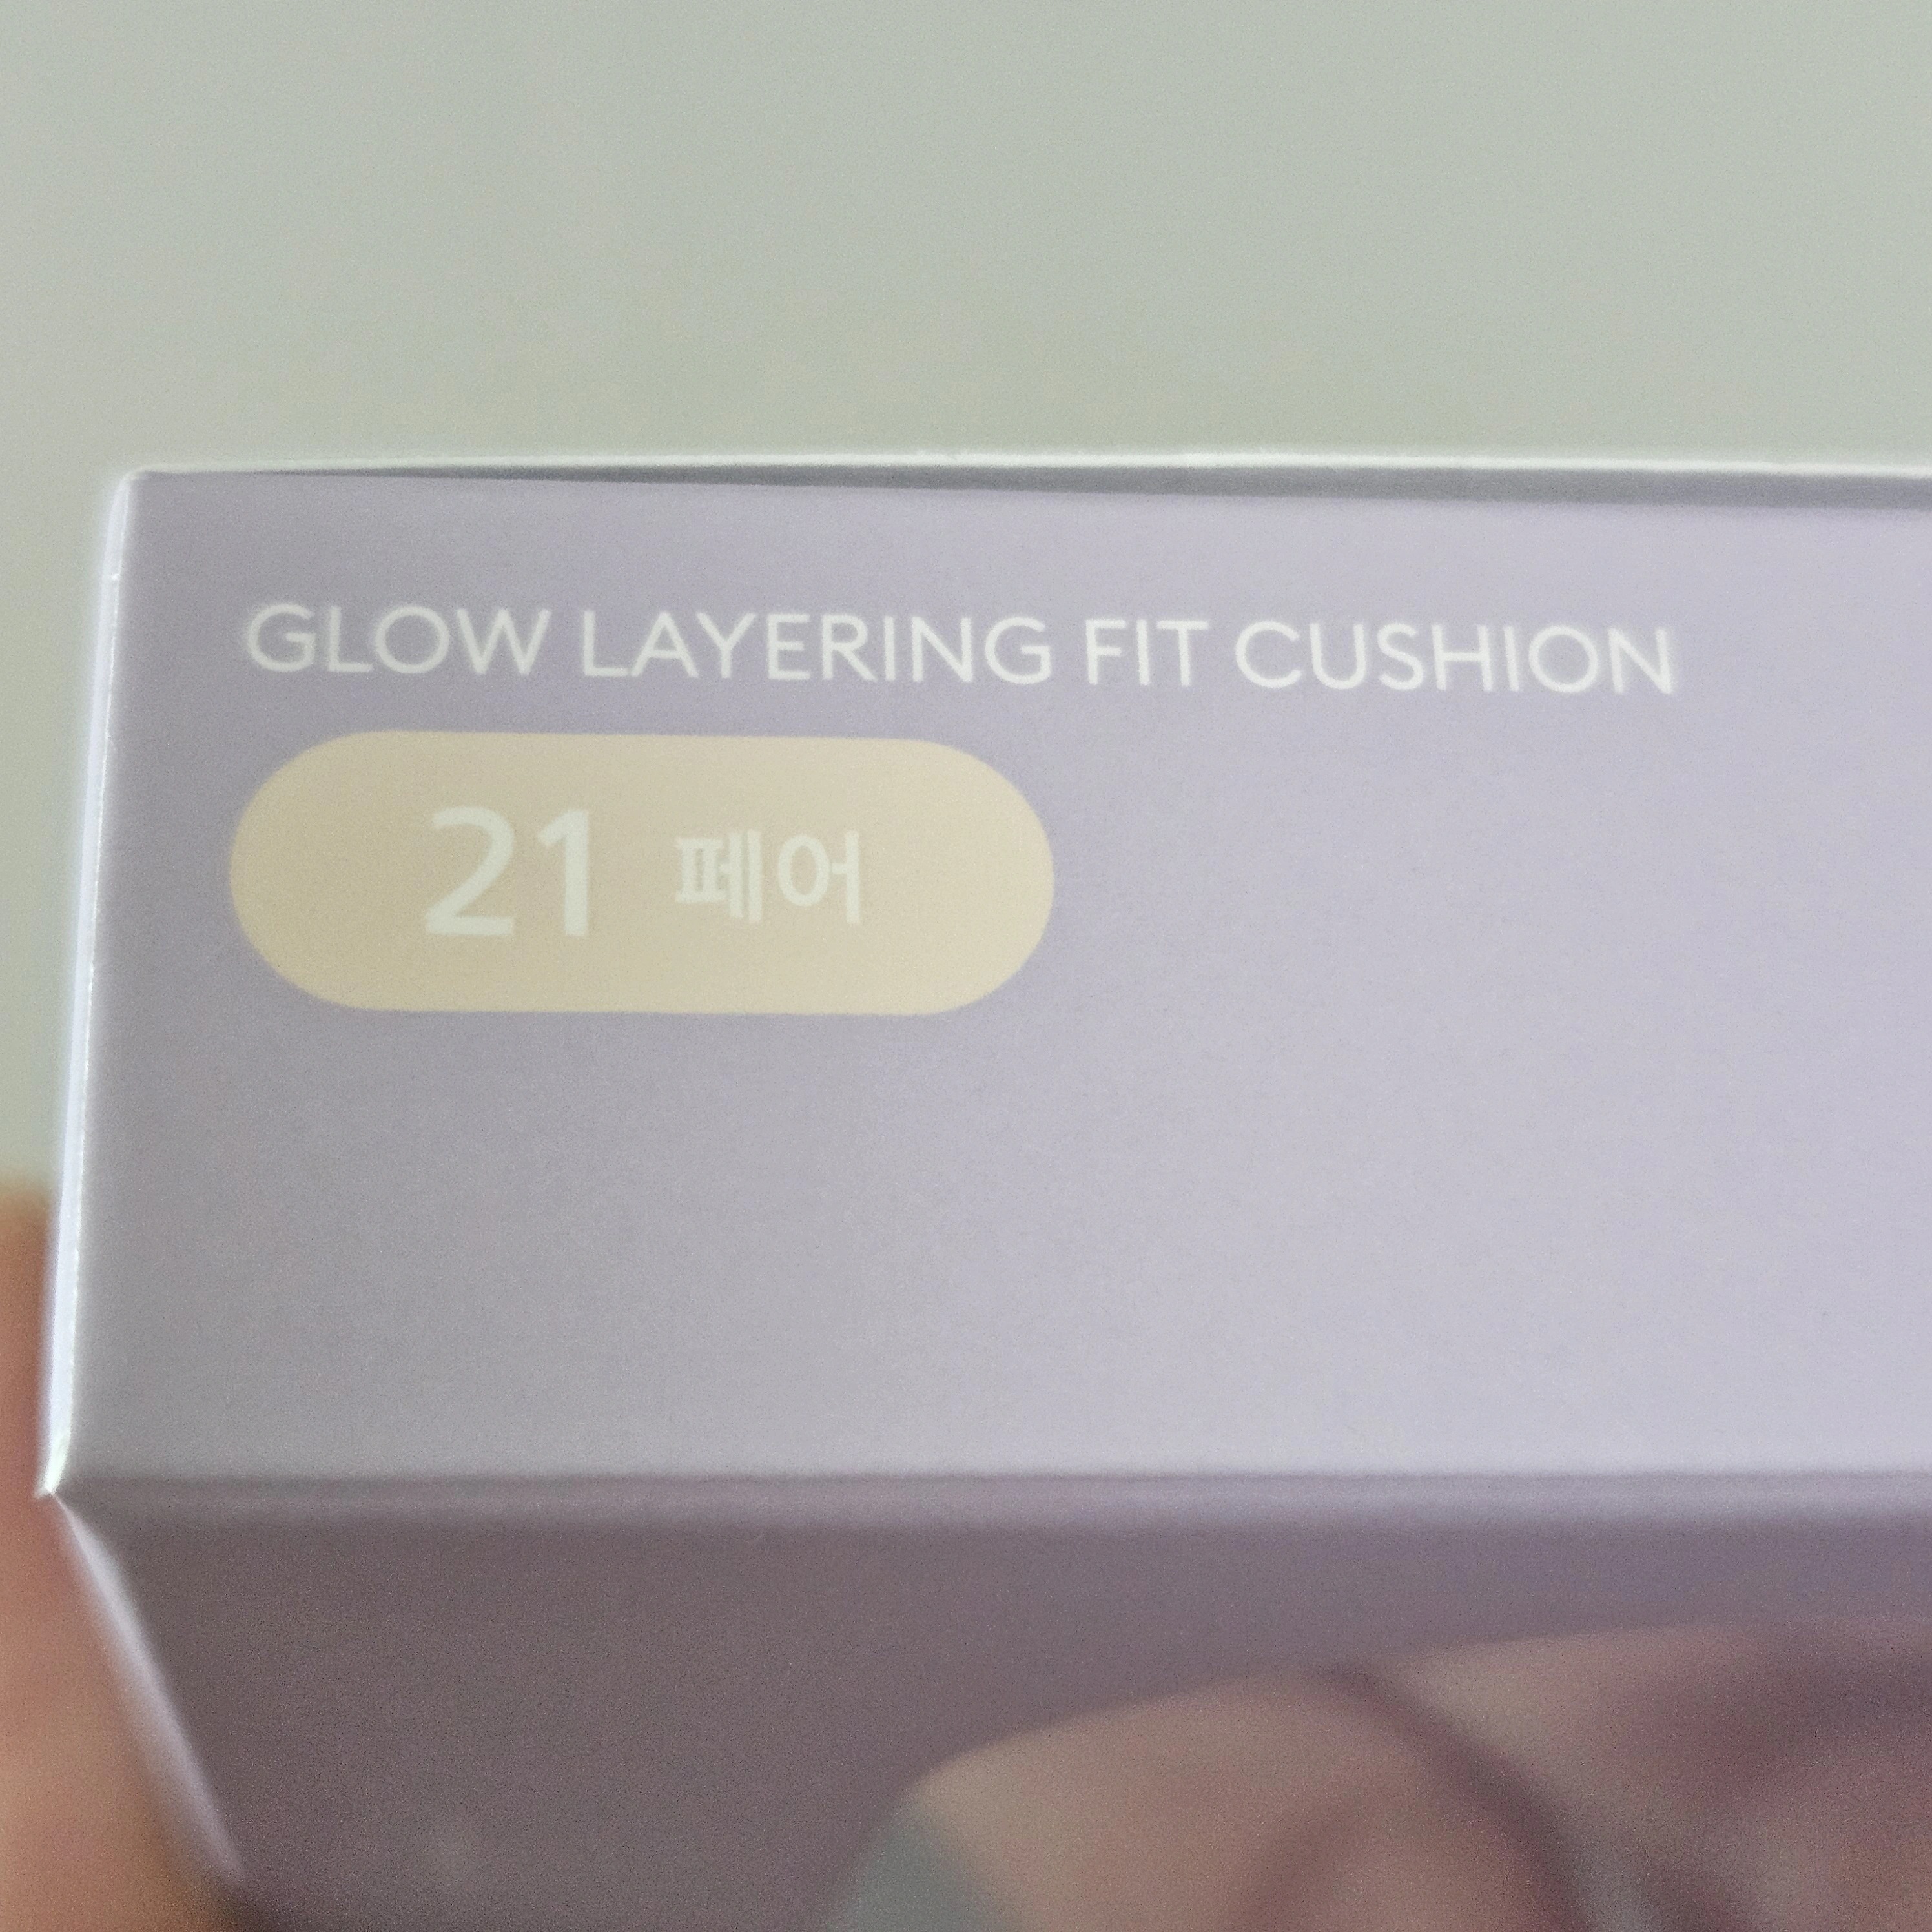 GLOW LAYERING FIT CUSHION
21 페어